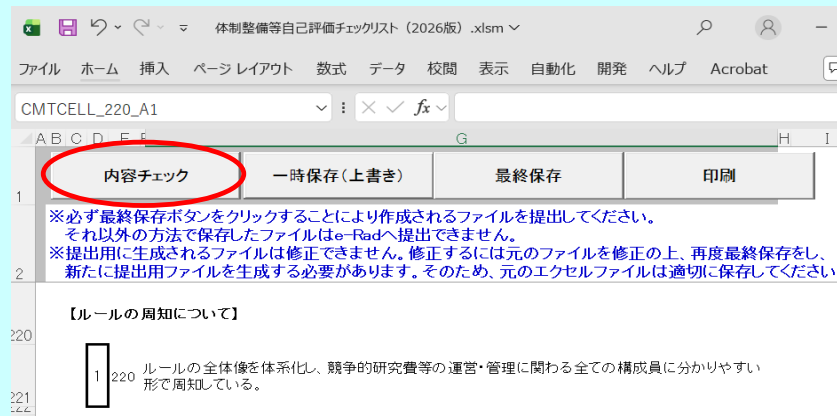 体制整備等自己評価チェックリスト（2026版）.xlsm
ファイル ホーム 挿入 ページ レイアウト 数式 データ 校閲 表示 自動化 開発 ヘルプ Acrobat
CMTCELL_220_A1 fx
A B C D E F G H I
1 内容チェック 一時保存（上書き） 最終保存 印刷
※必ず最終保存ボタンをクリックすることにより作成されるファイルを提出してください。
それ以外の方法で保存したファイルはe-Radへ提出できません。
※提出用に生成されるファイルは修正できません。修正するには元のファイルを修正の上、再度最終保存をし、
2 新たに提出用ファイルを生成する必要があります。そのため、元のエクセルファイルは適切に保存してください
【ルールの周知について】
220
1 220 ルールの全体像を体系化し、競争的研究費等の運営・管理に関わる全ての構成員に分かりやすい
形で周知している。
221
222